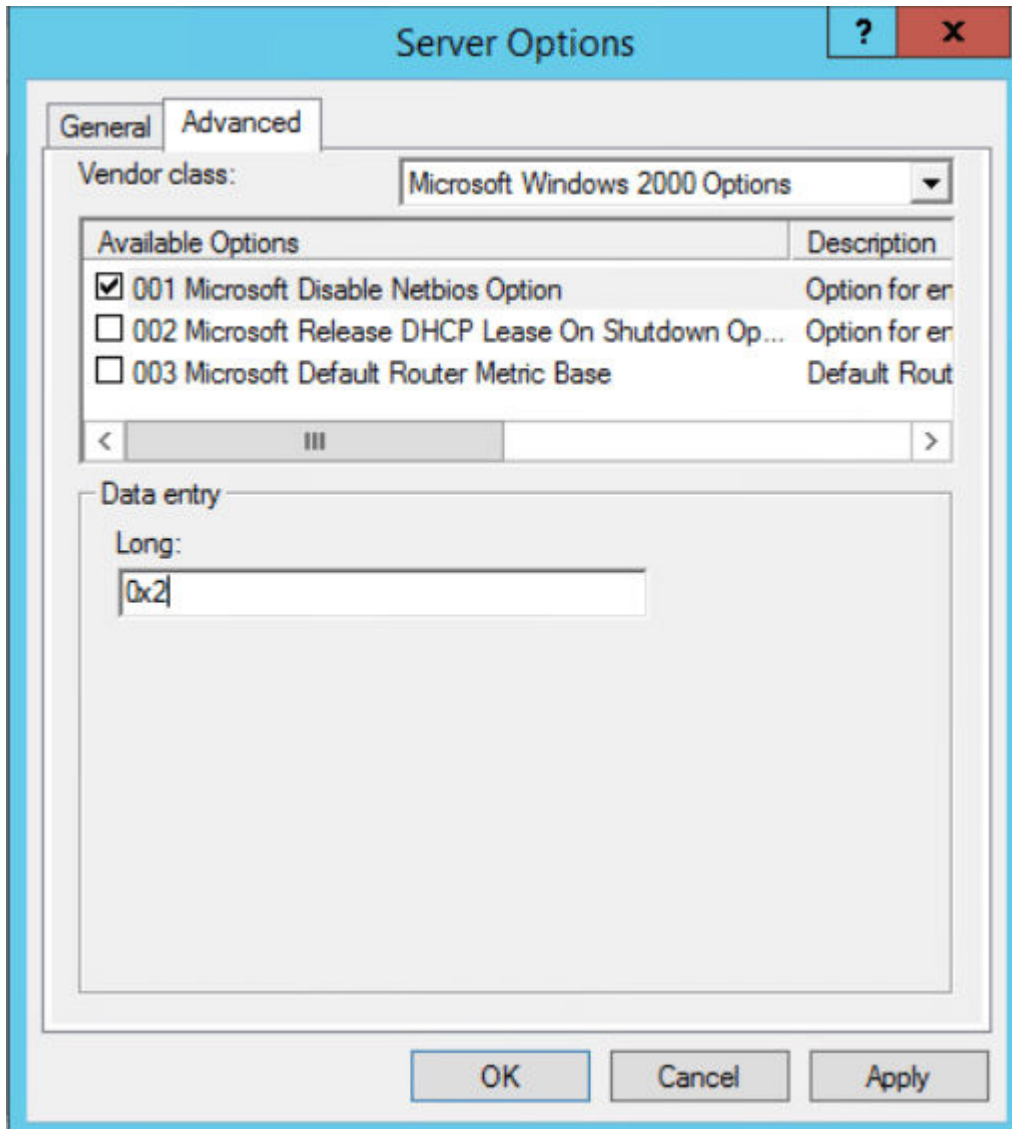 Server Options
?
x
General
Advanced
Vendor class:
Microsoft Windows 2000 Options
Available Options
Description
001 Microsoft Disable Netbios Option
Option for en
002 Microsoft Release DHCP Lease On Shutdown Op...
Option for en
003 Microsoft Default Router Metric Base
Default Rout
Data entry
Long:
0x2
OK
Cancel
Apply